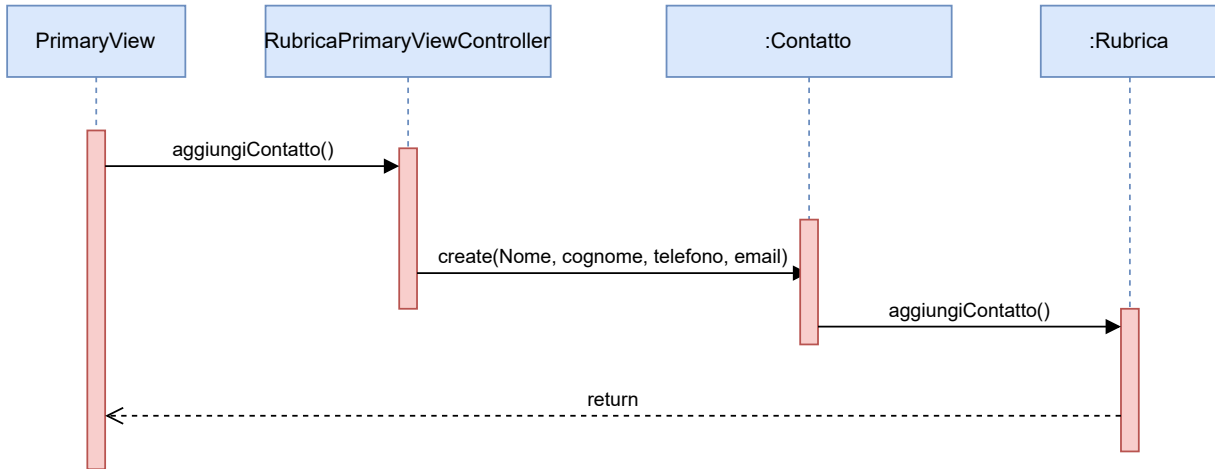 PrimaryView
RubricaPrimaryViewController
:Contatto
:Rubrica
aggiungiContatto()
create(Nome, cognome, telefono, email)
aggiungiContatto()
return